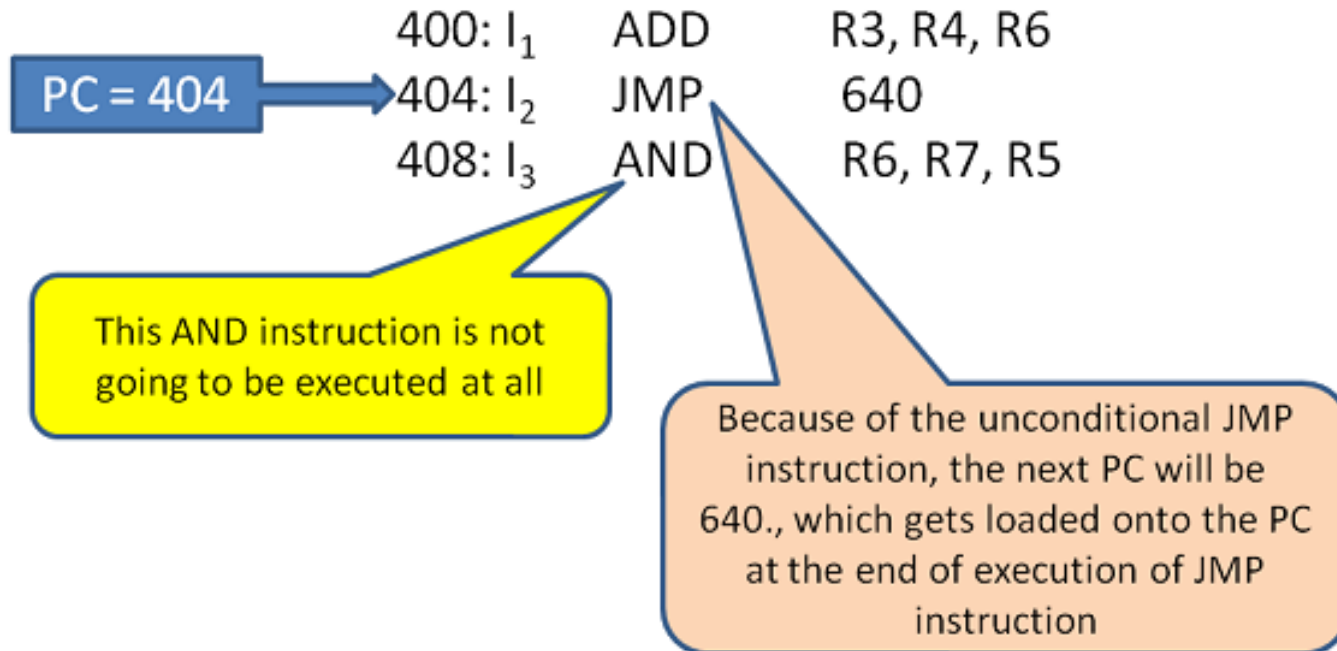 400: I₁ ADD R3, R4, R6
PC = 404
404: I₂ JMP 640
408: I₃ AND R6, R7, R5
This AND instruction is not
going to be executed at all
Because of the unconditional JMP
instruction, the next PC will be
640., which gets loaded onto the PC
at the end of execution of JMP
instruction